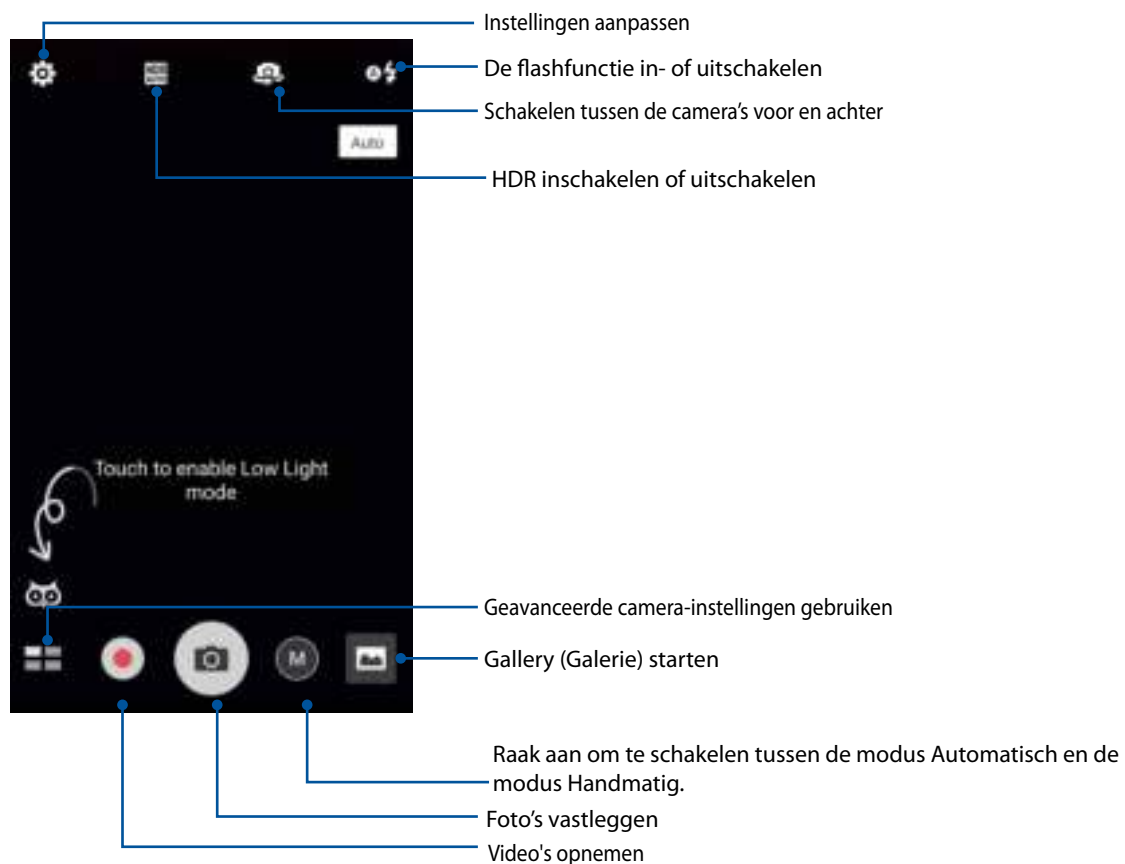 Instellingen aanpassen
De flashfunctie in- of uitschakelen
Schakelen tussen de camera’s voor en achter
Auto
HDR inschakelen of uitschakelen
Touch to enable Low Light
mode
Geavanceerde camera-instellingen gebruiken
M
Gallery (Galerie) starten
Raak aan om te schakelen tussen de modus Automatisch en de
modus Handmatig.
Foto’s vastleggen
Video's opnemen